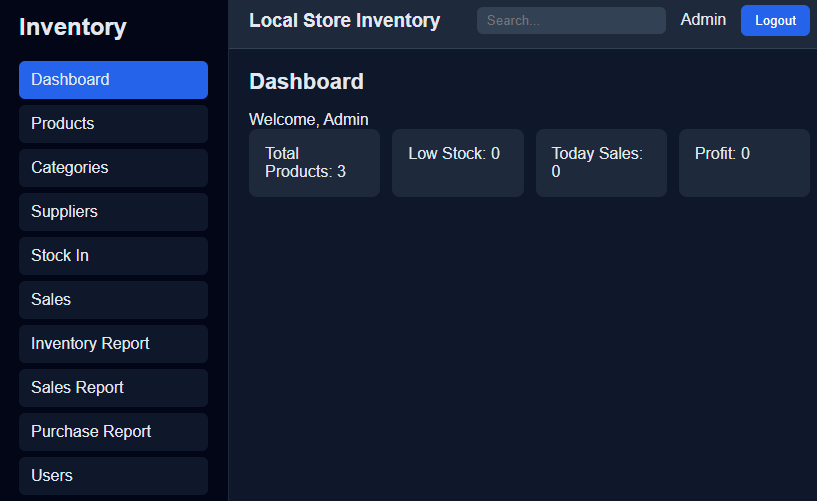 Inventory
Dashboard
Products
Categories
Suppliers
Stock In
Sales
Inventory Report
Sales Report
Purchase Report
Users
Local Store Inventory
Search...
Admin
Logout
Dashboard
Welcome, Admin
Total
Products: 3
Low Stock: 0
Today Sales:
0
Profit: 0